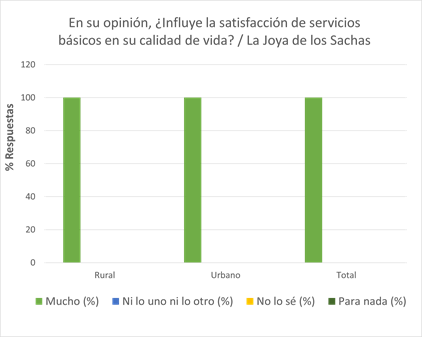 En su opinión, ¿Influye la satisfacción de servicios
básicos en su calidad de vida? / La Joya de los Sachas
% Respuestas
120
100
80
60
40
20
0
Rural Urbano Total
Mucho (%) Ni lo uno ni lo otro (%) No lo sé (%) Para nada (%)